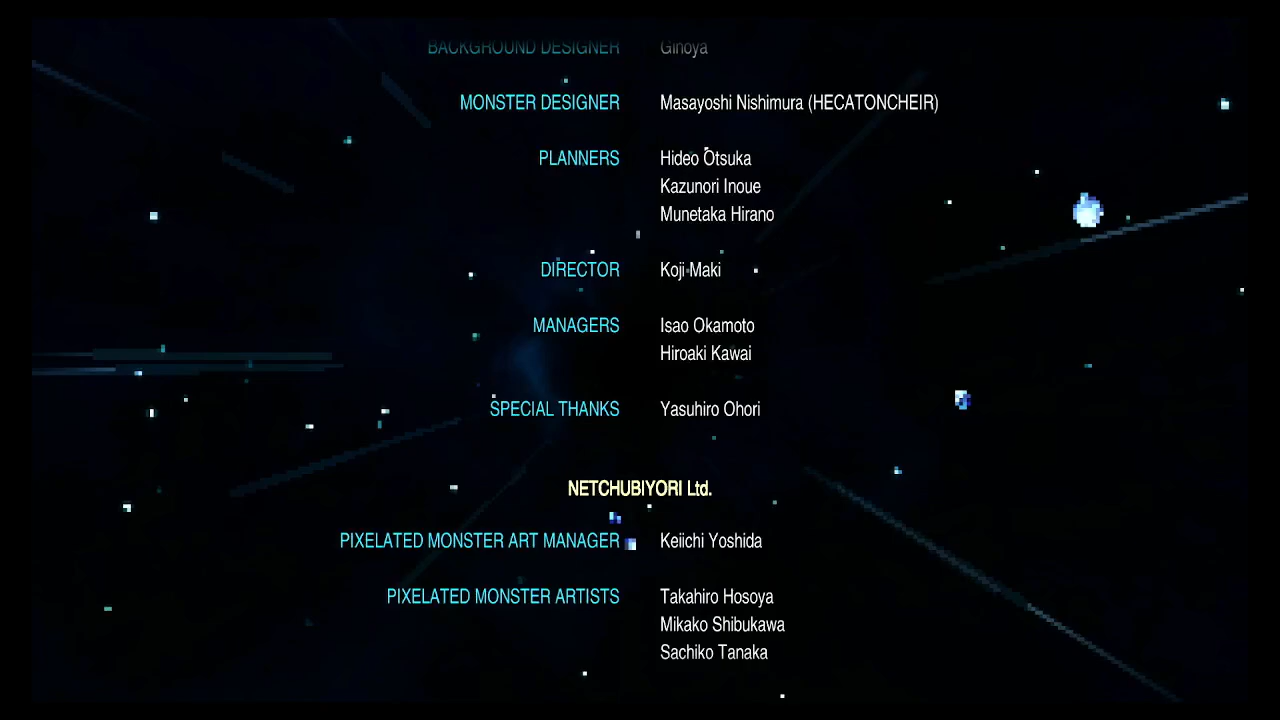 BACKGROUND DESIGNER Ginoya
MONSTER DESIGNER Masayoshi Nishimura (HECATONCHEIR)
PLANNERS Hideo Otsuka
Kazunori Inoue
Munetaka Hirano
DIRECTOR Koji Maki
MANAGERS Isao Okamoto
Hiroaki Kawai
SPECIAL THANKS Yasuhiro Ohori
NETCHUBIYORI Ltd.
PIXELATED MONSTER ART MANAGER Keiichi Yoshida
PIXELATED MONSTER ARTISTS Takahiro Hosoya
Mikako Shibukawa
Sachiko Tanaka